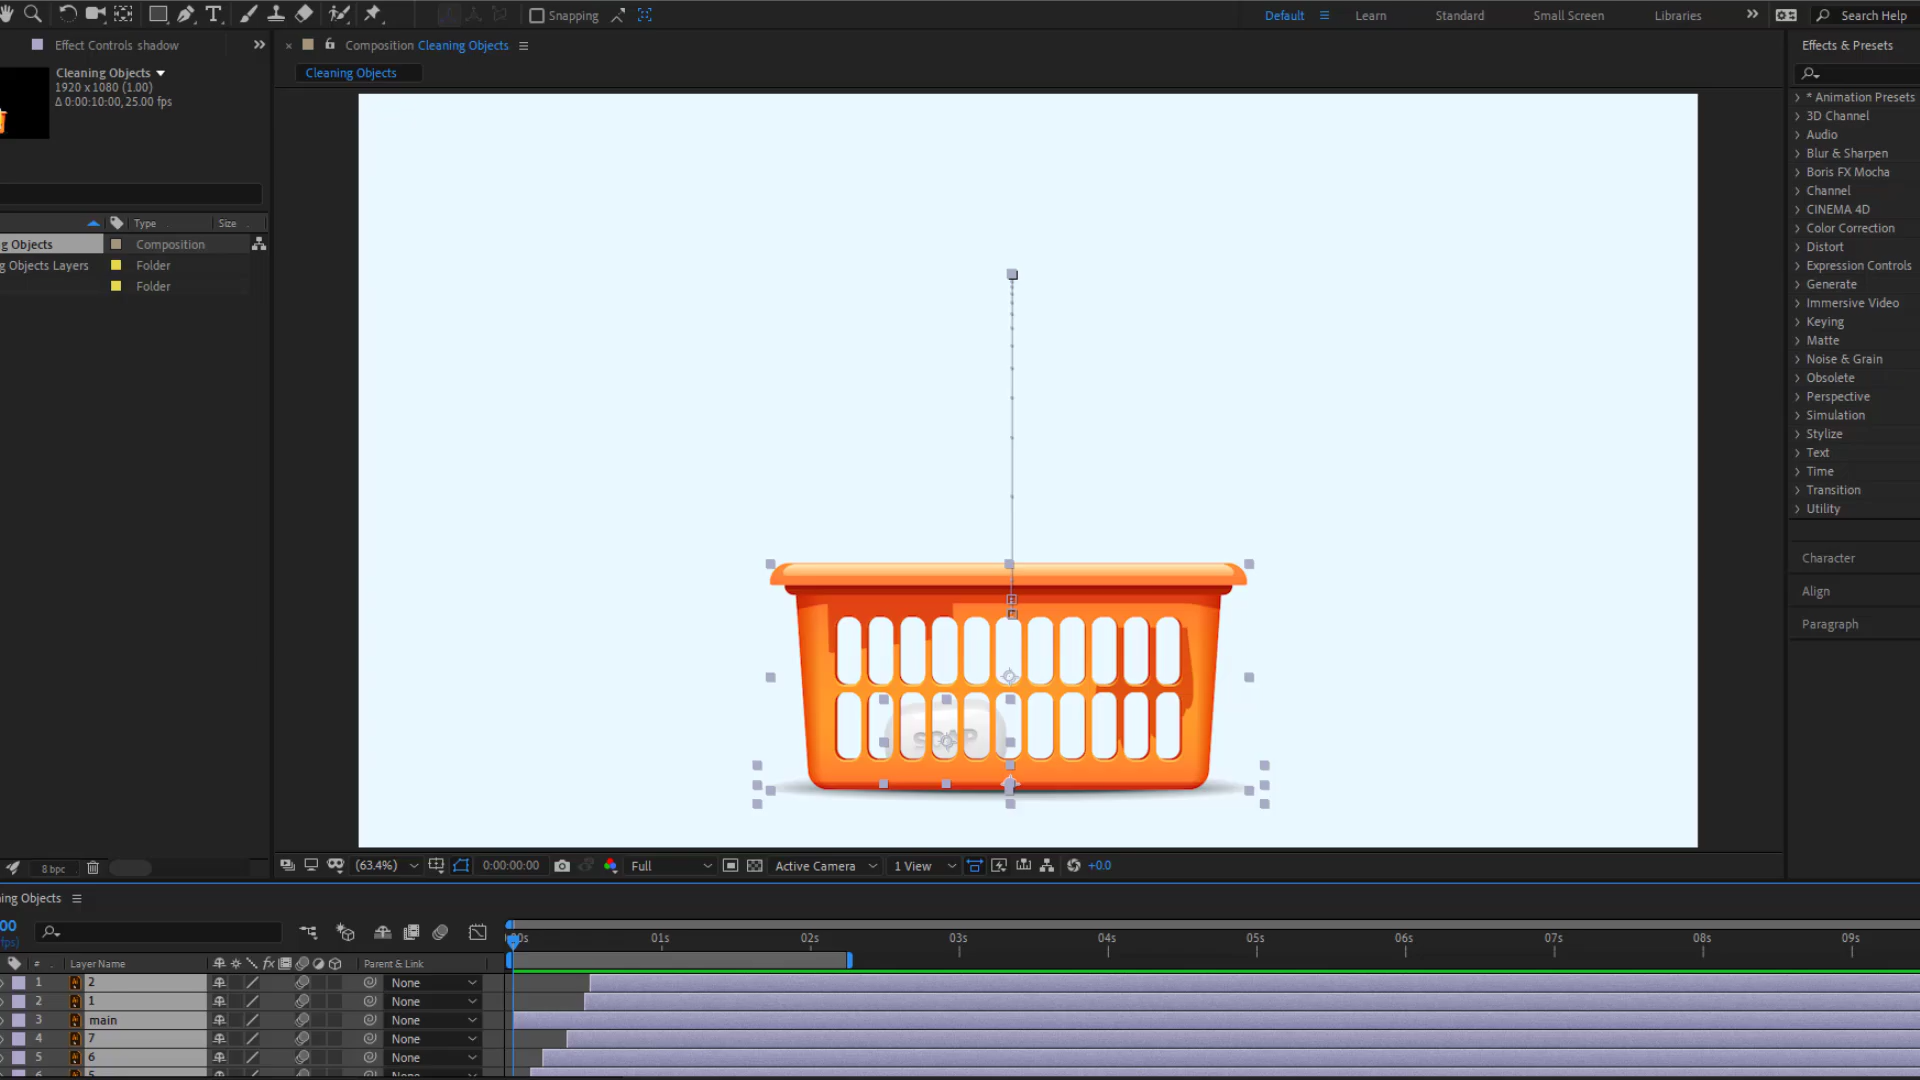 Snapping
Default
Learn
Standard
Small Screen
Libraries
Search Help
Effect Controls shadow
Composition Cleaning Objects
Effects & Presets
Cleaning Objects
1920 x 1080 (1.00)
Δ 0:00:10:00, 25.00 fps
Cleaning Objects
* Animation Presets
3D Channel
Audio
Blur & Sharpen
Boris FX Mocha
Channel
CINEMA 4D
Color Correction
Distort
Expression Controls
Generate
Immersive Video
Keying
Matte
Noise & Grain
Obsolete
Perspective
Simulation
Stylize
Text
Time
Transition
Utility
Character
Align
Paragraph
Type
Size
g Objects
Composition
g Objects Layers
Folder
Folder
SOAP
8 bpc
(63.4%)
0:00:00:00
Full
Active Camera
1 View
+0.0
ing Objects
00
fps)
01s
02s
03s
04s
05s
06s
07s
08s
09s
#
Layer Name
fx
Parent & Link
1
2
None
2
1
None
3
main
None
4
7
None
5
6
None
6
5
None